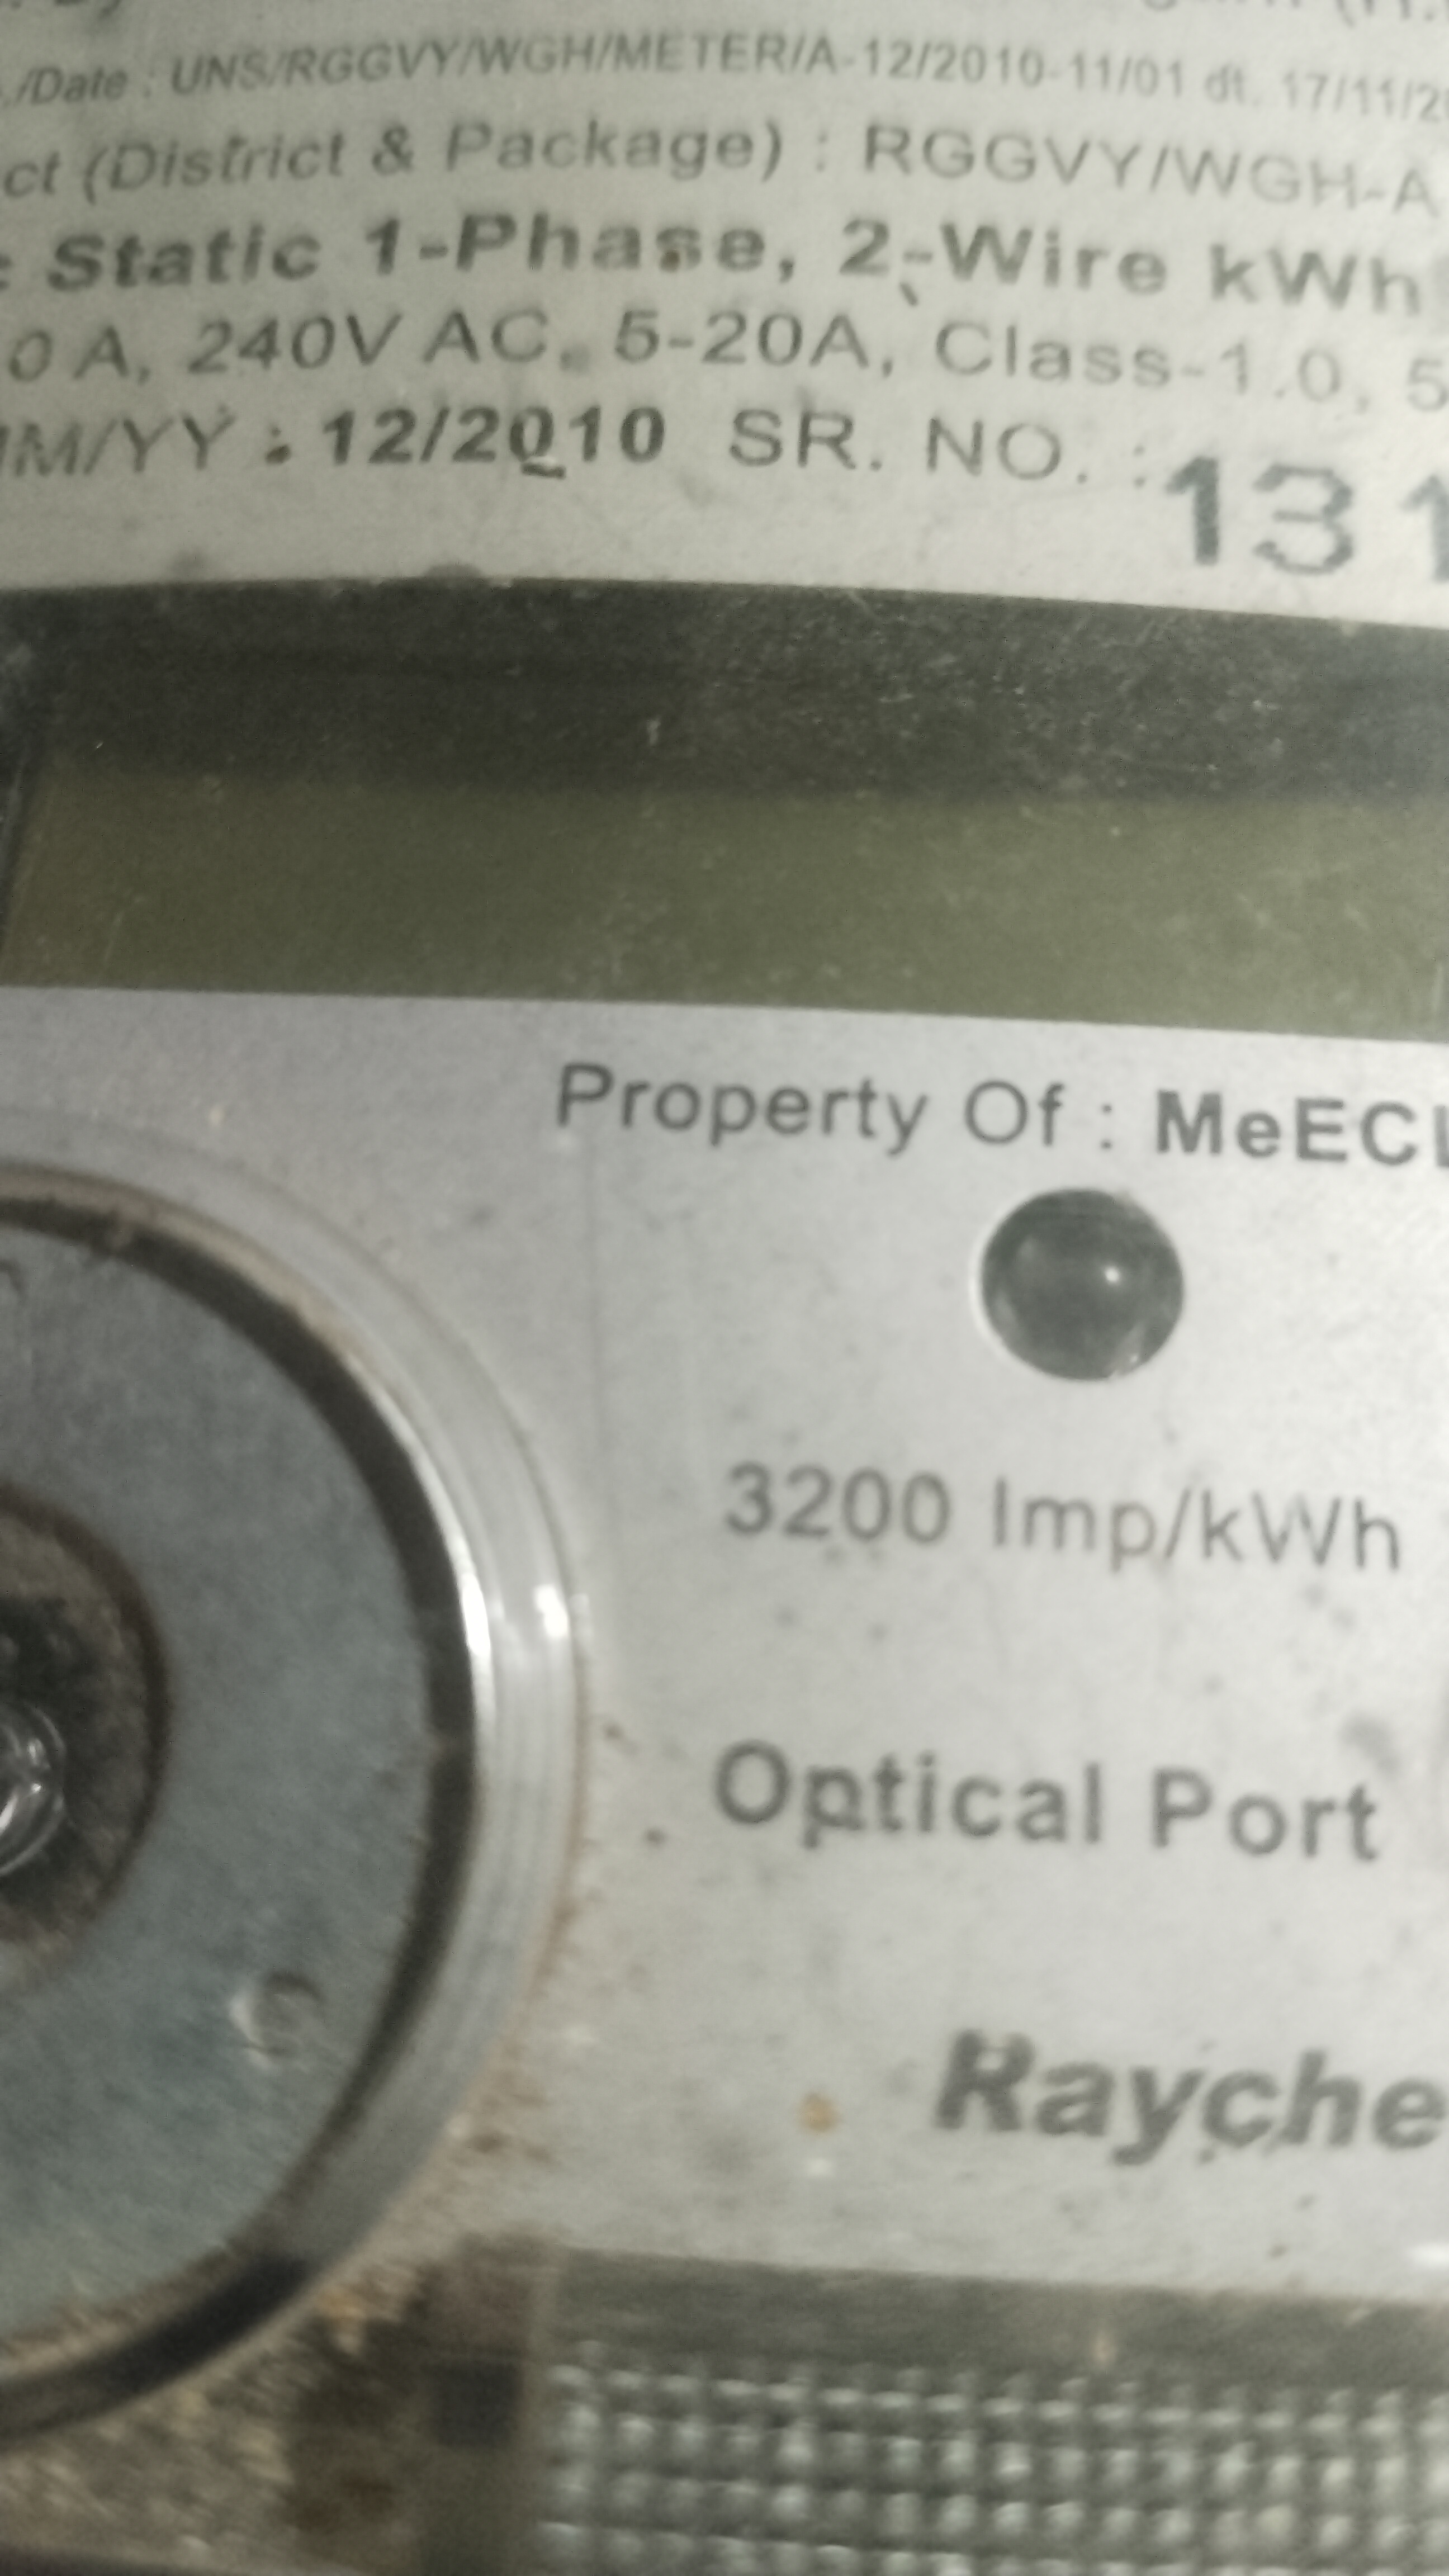 ./Date : UNS/RGGVY/WGH/METER/A-12/2010-11/01 dt. 17/11/2
ct (District & Package) : RGGVY/WGH-A
: Static 1-Phase, 2-Wire kWh
0 A, 240V AC, 5-20A, Class-1.0, 5
MM/YY : 12/2010 SR. NO. : 131
Property Of : MeECL
3200 Imp/kWh
Optical Port
Rayche